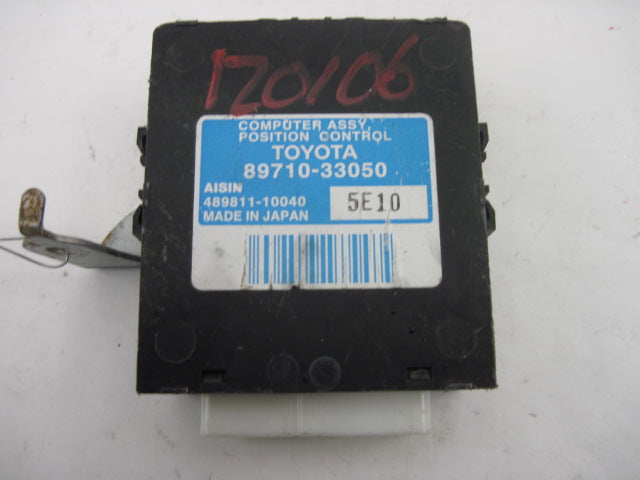 120106
COMPUTER ASSY,
POSITION CONTROL
TOYOTA
89710-33050
AISIN
489811-10040
5E10
MADE IN JAPAN